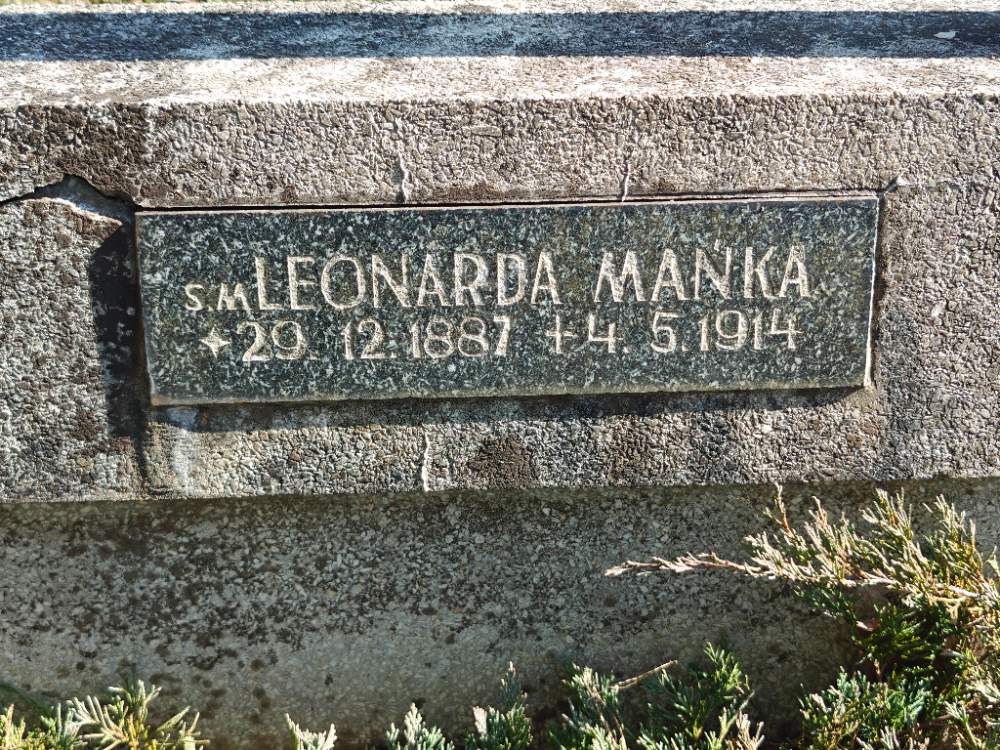 S.M LEONARDA MAŃKA
✦ 29. 12. 1887 + 4. 5. 1914